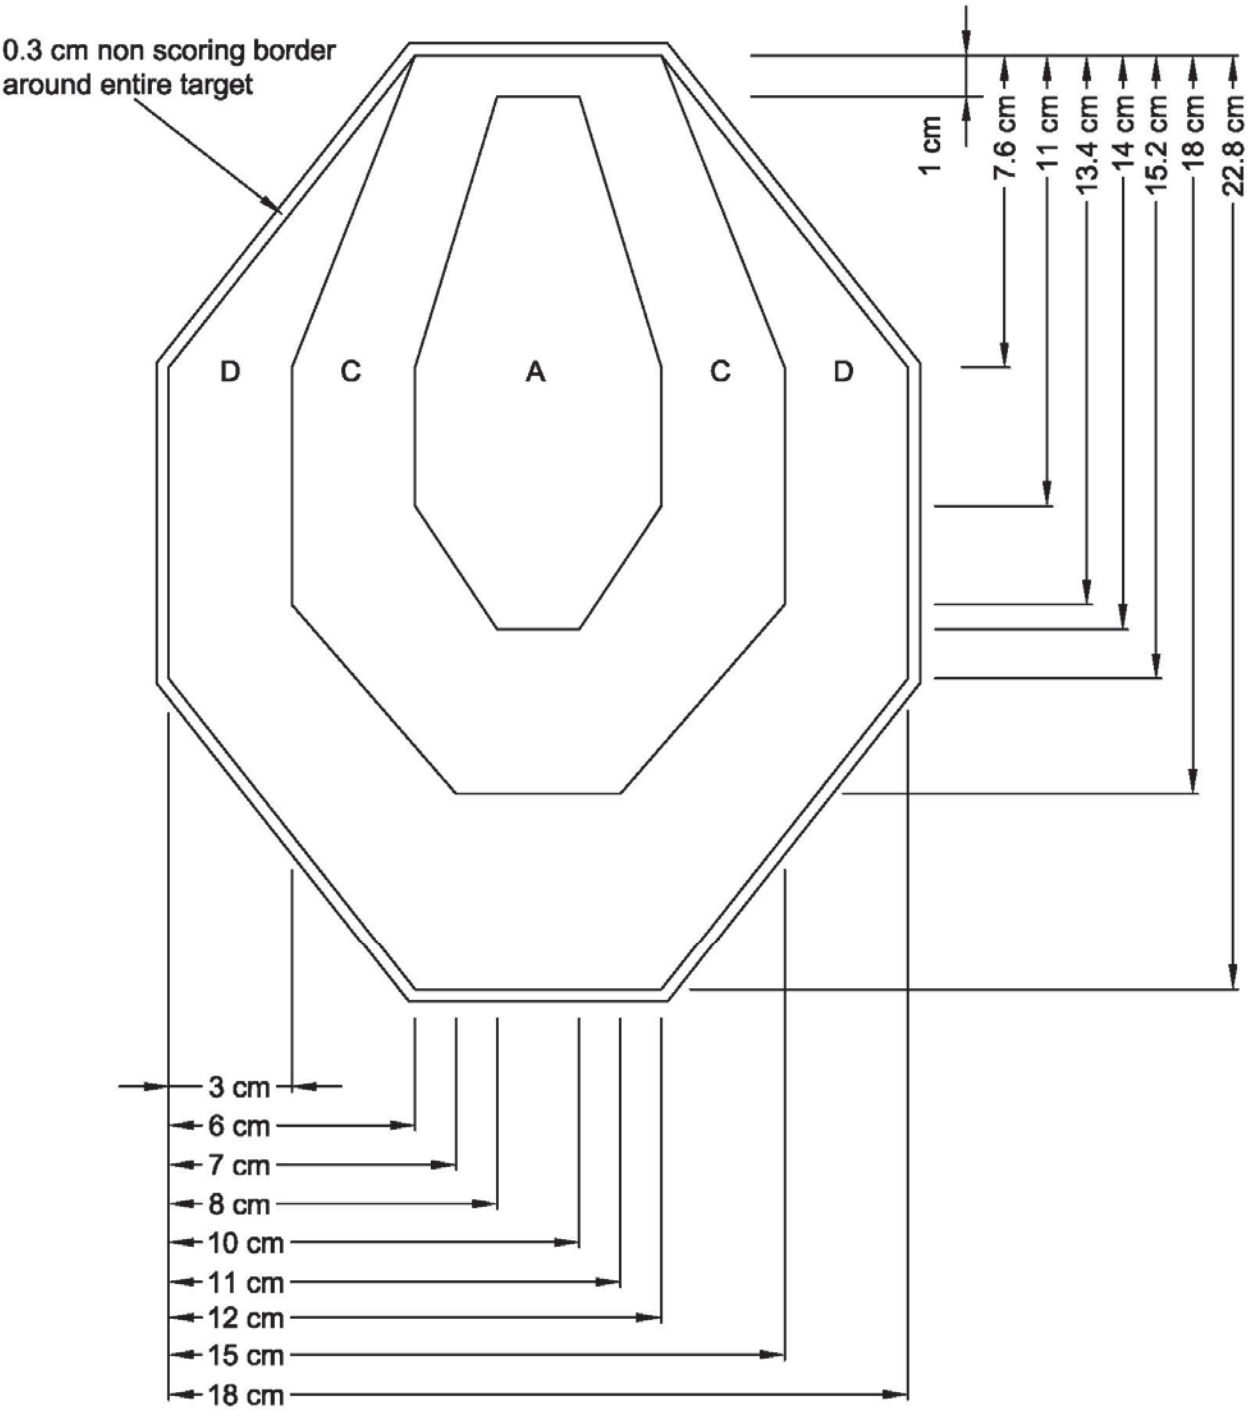 0.3 cm non scoring border
around entire target
1 cm
7.6 cm
11 cm
13.4 cm
14 cm
15.2 cm
18 cm
22.8 cm
D
C
A
C
D
3 cm
6 cm
7 cm
8 cm
10 cm
11 cm
12 cm
15 cm
18 cm